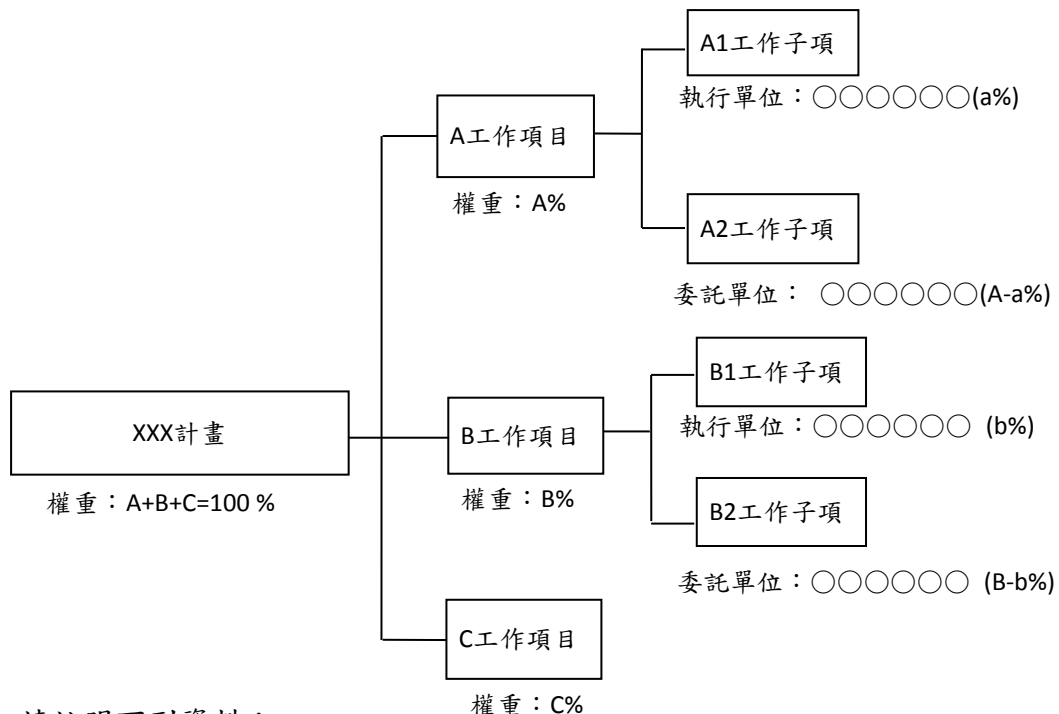 A1工作子項
執行單位：○○○○○○(a%)
A工作項目
權重：A%
A2工作子項
委託單位： ○○○○○○(A-a%)
B1工作子項
執行單位：○○○○○○ (b%)
XXX計畫
權重：A+B+C=100 %
B工作項目
權重：B%
B2工作子項
委託單位：○○○○○○ (B-b%)
C工作項目
權重：C%